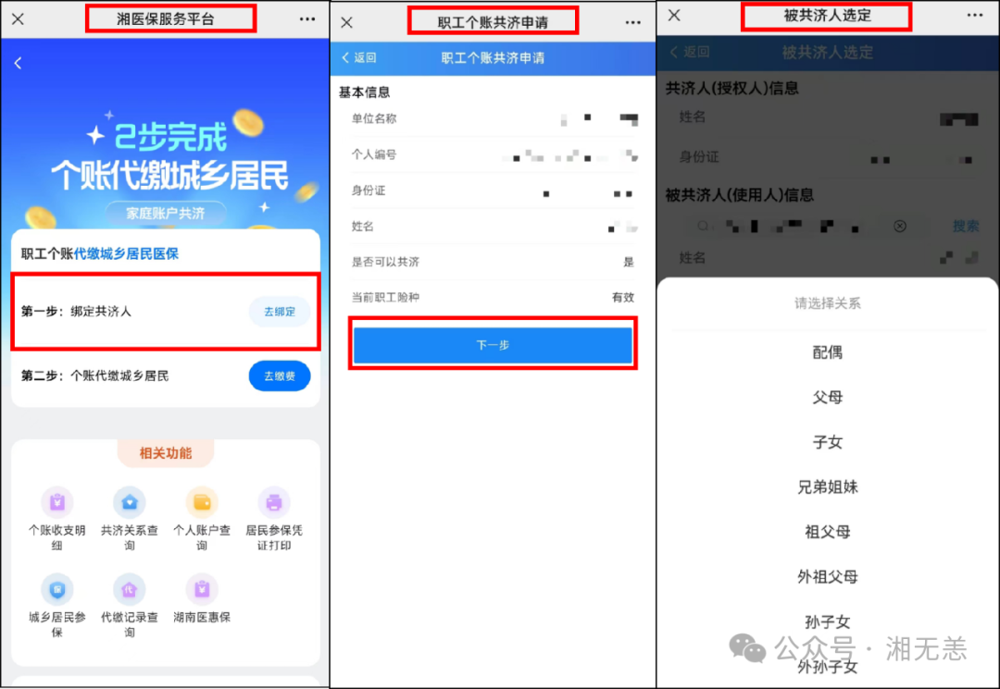 湘医保服务平台
2步完成
个账代缴城乡居民
家庭账户共济
职工个账代缴城乡居民医保
第一步：绑定共济人
去绑定
第二步：个账代缴城乡居民
去缴费
相关功能
个账收支明
细
共济关系查
询
个人账户查
询
居民参保凭
证打印
保
城乡居民参
保
代
代缴记录查
询
湖南医惠保
职工个账共济申请
返回
职工个账共济申请
基本信息
单位名称
个人编号
身份证
姓名
是否可以共济
是
当前职工险种
有效
下一步
被共济人选定
返回
被共济人选定
共济人(授权人)信息
姓名
身份证
被共济人(使用人)信息
搜索
姓名
请选择关系
配偶
父母
子女
兄弟姐妹
祖父母
外祖父母
孙子女
外孙子女
公众号 · 湘无恙